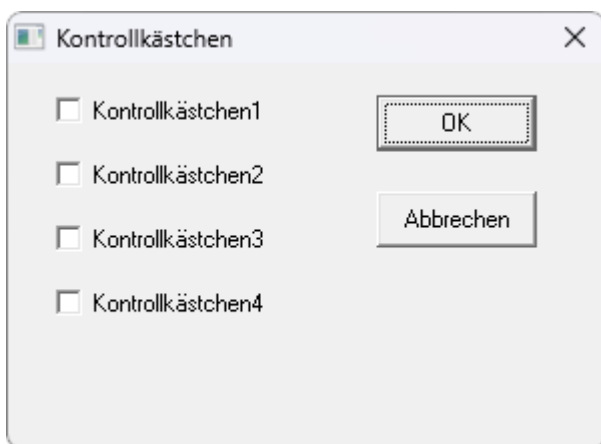 Kontrollkästchen
Kontrollkästchen1
OK
Kontrollkästchen2
Abbrechen
Kontrollkästchen3
Kontrollkästchen4